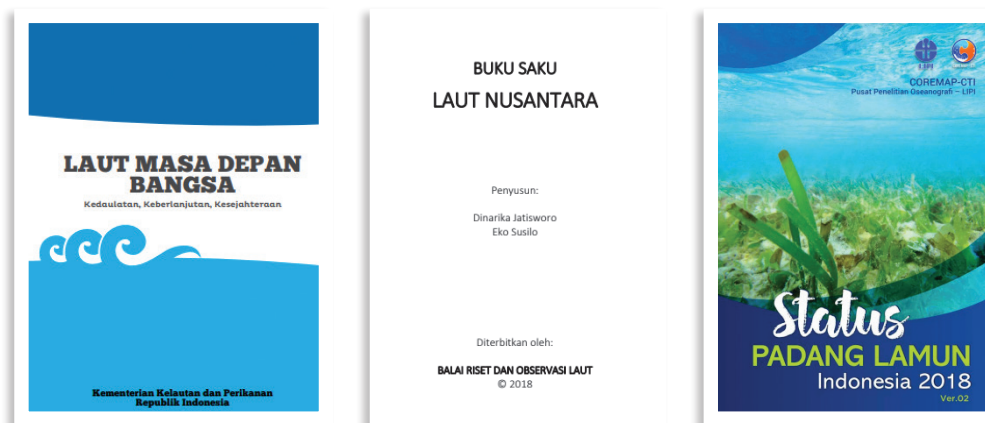 LAUT MASA DEPAN
BANGSA
Kedaulatan, Keberlanjutan, Kesejahteraan
Kementerian Kelautan dan Perikanan
Republik Indonesia
BUKU SAKU
LAUT NUSANTARA
Penyusun:
Dinarika Jatisworo
Eko Susilo
Diterbitkan oleh:
BALAI RISET DAN OBSERVASI LAUT
© 2018
LIPI
COREMAP-CTI
Pusat Penelitian Oseanografi – LIPI
Status
PADANG LAMUN
Indonesia 2018
Ver.02